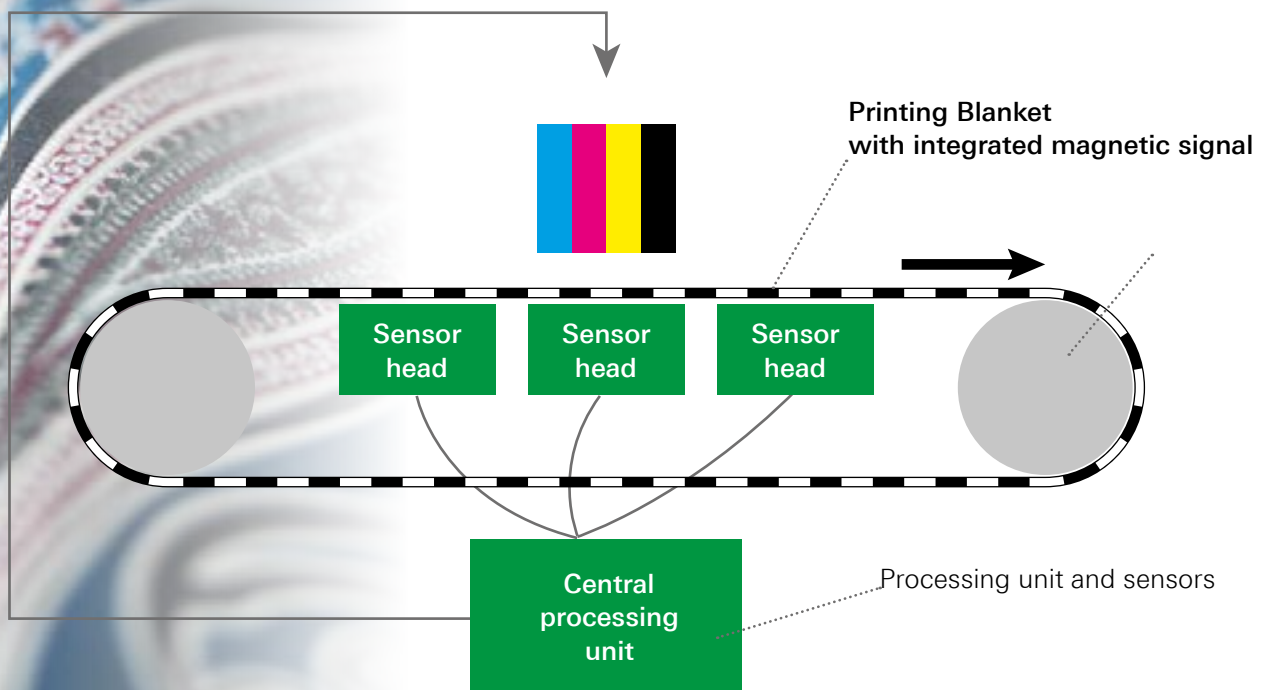 Printing Blanket
with integrated magnetic signal
Sensor
head
Sensor
head
Sensor
head
Central
processing
unit
Processing unit and sensors